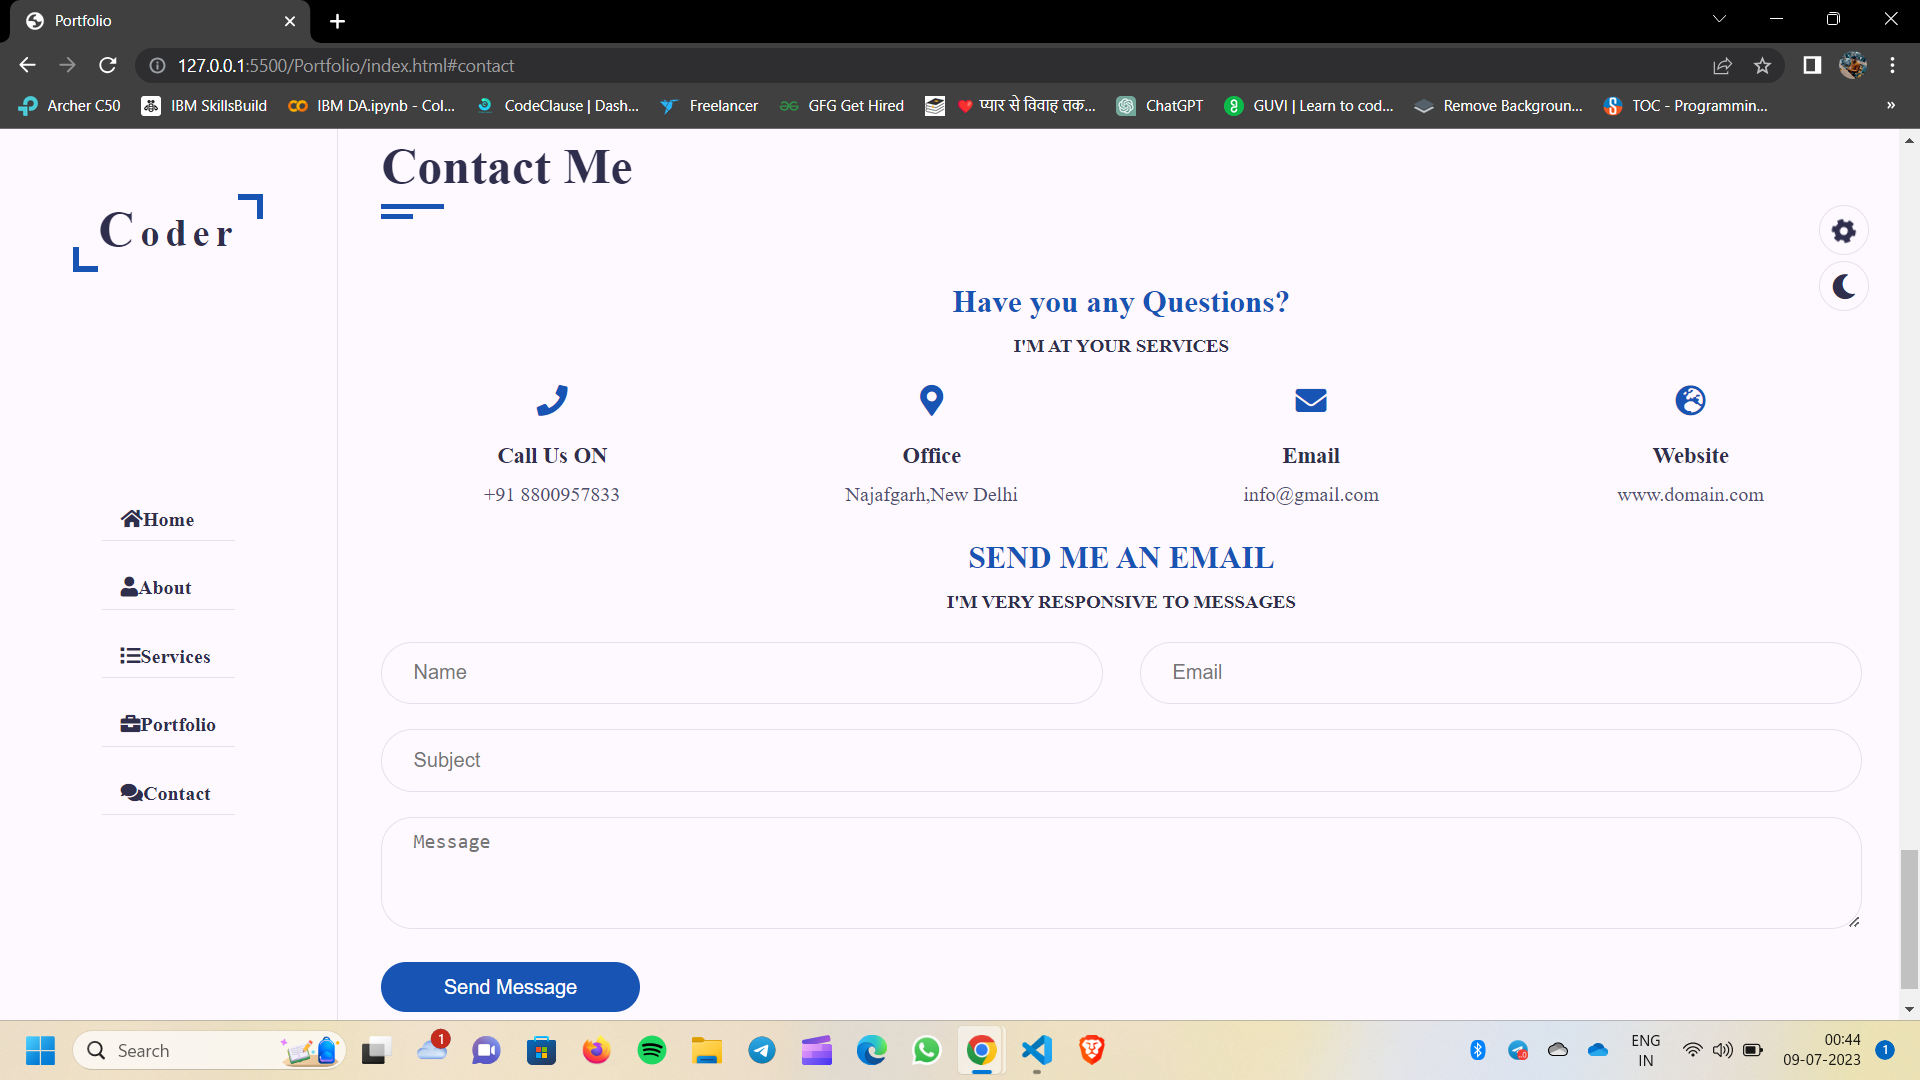 Portfolio
127.0.0.1:5500/Portfolio/index.html#contact
Archer C50 IBM SkillsBuild IBM DA.ipynb - Col... CodeClause | Dash... Freelancer GFG Get Hired प्यार से विवाह तक... ChatGPT GUVI | Learn to cod... Remove Backgroun... TOC - Programmin... »
Contact Me
Coder
Have you any Questions?
I'M AT YOUR SERVICES
Call Us ON Office Email Website
+91 8800957833 Najafgarh,New Delhi info@gmail.com www.domain.com
Home
About
Services
Portfolio
Contact
SEND ME AN EMAIL
I'M VERY RESPONSIVE TO MESSAGES
Name Email
Subject
Message
Send Message
Search
1
ENG
IN
00:44
09-07-2023
1